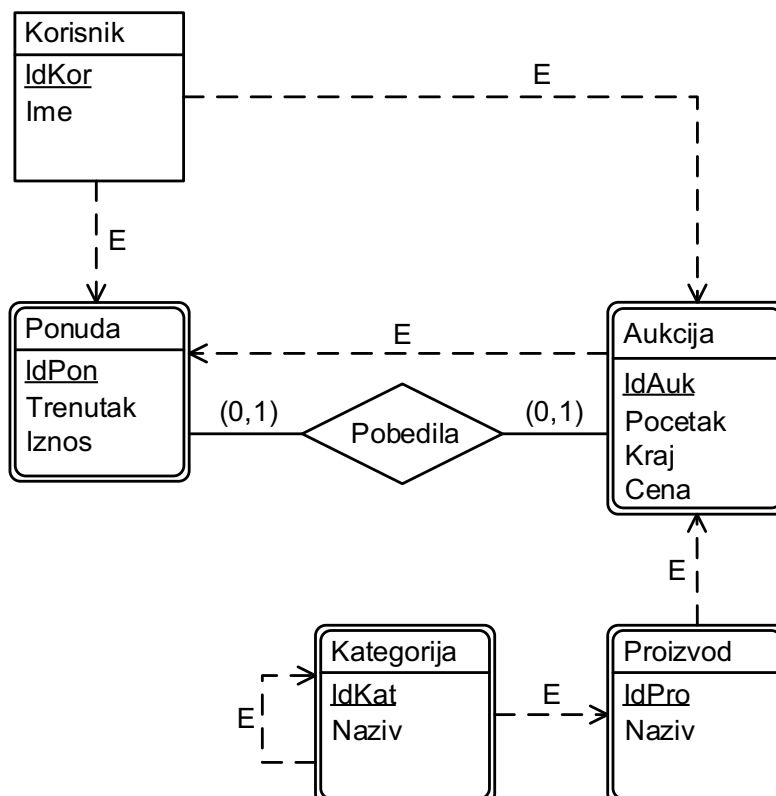 Korisnik
IdKor
Ime
E
E
Ponuda
IdPon
Trenutak
Iznos
E
(0,1)
Pobedila
(0,1)
Aukcija
IdAuk
Pocetak
Kraj
Cena
E
Kategorija
IdKat
Naziv
E
E
Proizvod
IdPro
Naziv